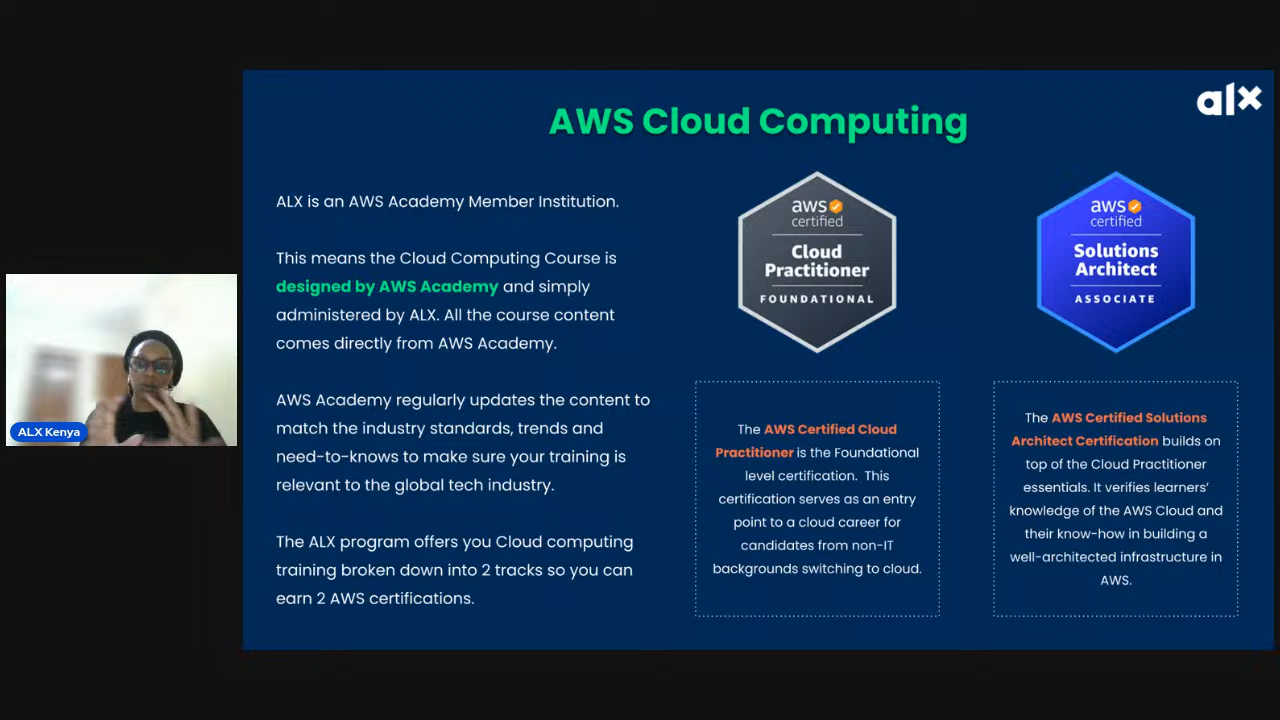 alx
AWS Cloud Computing
ALX is an AWS Academy Member Institution.
This means the Cloud Computing Course is
designed by AWS Academy and simply
administered by ALX. All the course content
comes directly from AWS Academy.
AWS Academy regularly updates the content to
match the industry standards, trends and
need-to-knows to make sure your training is
relevant to the global tech industry.
The ALX program offers you Cloud computing
training broken down into 2 tracks so you can
earn 2 AWS certifications.
aws
certified
Cloud
Practitioner
FOUNDATIONAL
The AWS Certified Cloud
Practitioner is the Foundational
level certification. This
certification serves as an entry
point to a cloud career for
candidates from non-IT
backgrounds switching to cloud.
aws
certified
Solutions
Architect
ASSOCIATE
The AWS Certified Solutions
Architect Certification builds on
top of the Cloud Practitioner
essentials. It verifies learners’
knowledge of the AWS Cloud and
their know-how in building a
well-architected infrastructure in
AWS.
ALX Kenya